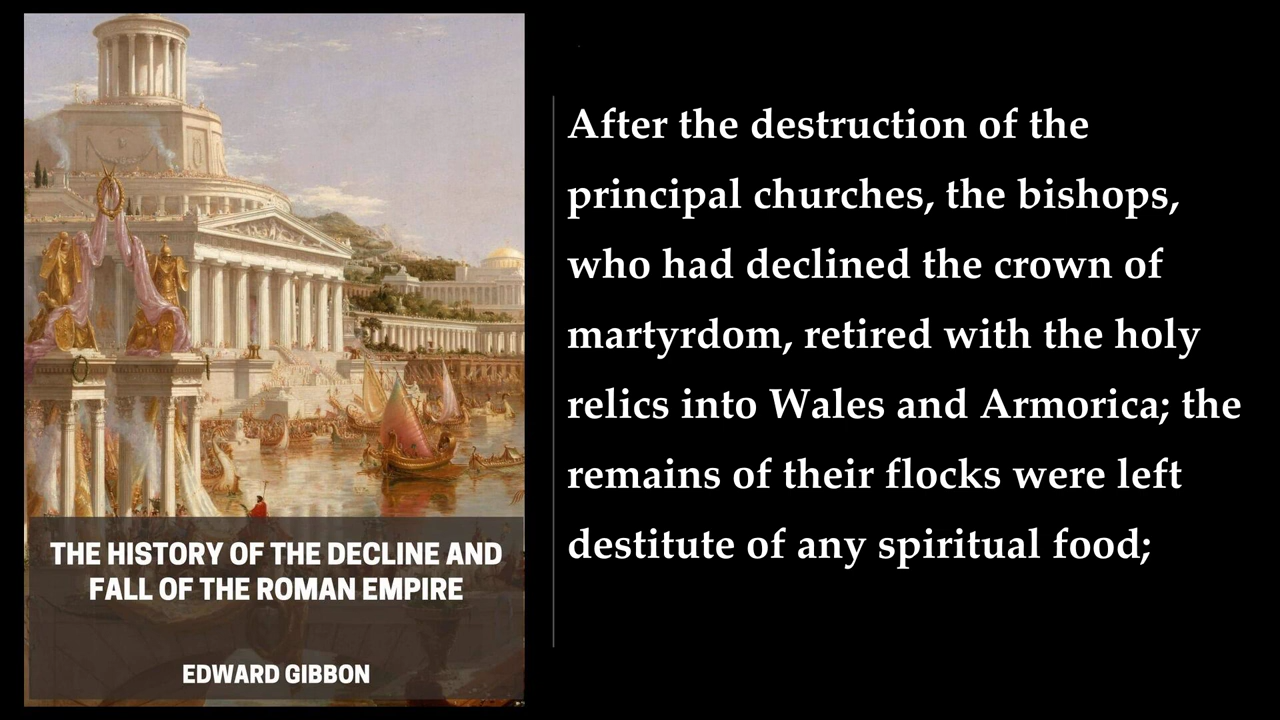 THE HISTORY OF THE DECLINE AND
FALL OF THE ROMAN EMPIRE
EDWARD GIBBON
After the destruction of the
principal churches, the bishops,
who had declined the crown of
martyrdom, retired with the holy
relics into Wales and Armorica; the
remains of their flocks were left
destitute of any spiritual food;